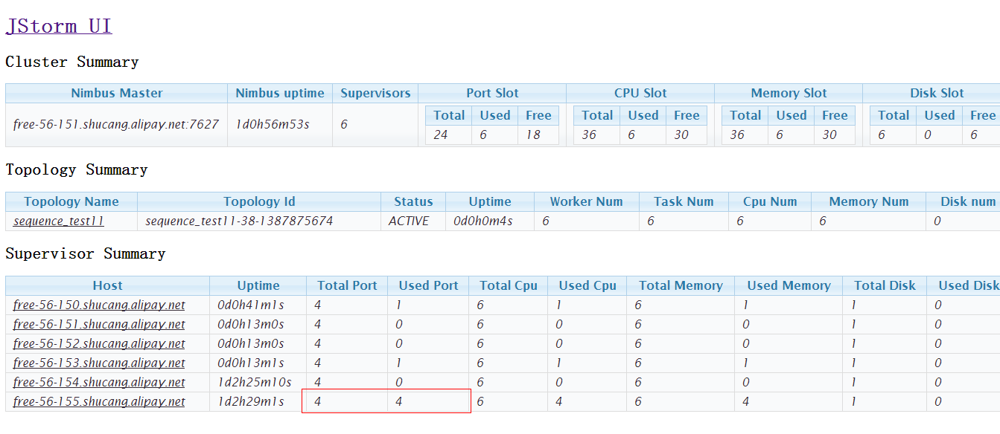 JStorm UI
Cluster Summary
Nimbus Master Nimbus uptime Supervisors Port Slot CPU Slot Memory Slot Disk Slot
Total Used Free Total Used Free Total Used Free Total Used Free
free-56-151.shucang.alipay.net:7627 1d0h56m53s 6 24 6 18 36 6 30 36 6 30 6 0 6
Topology Summary
Topology Name Topology Id Status Uptime Worker Num Task Num Cpu Num Memory Num Disk num
sequence_test11 sequence_test11-38-1387875674 ACTIVE 0d0h0m4s 6 6 6 6 0
Supervisor Summary
Host Uptime Total Port Used Port Total Cpu Used Cpu Total Memory Used Memory Total Disk Used Disk
free-56-150.shucang.alipay.net 0d0h41m1s 4 1 6 1 6 1 1 0
free-56-151.shucang.alipay.net 0d0h13m0s 4 0 6 0 6 0 1 0
free-56-152.shucang.alipay.net 0d0h13m0s 4 0 6 0 6 0 1 0
free-56-153.shucang.alipay.net 0d0h13m1s 4 1 6 1 6 1 1 0
free-56-154.shucang.alipay.net 1d2h25m10s 4 0 6 0 6 0 1 0
free-56-155.shucang.alipay.net 1d2h29m1s 4 4 6 4 6 4 1 0